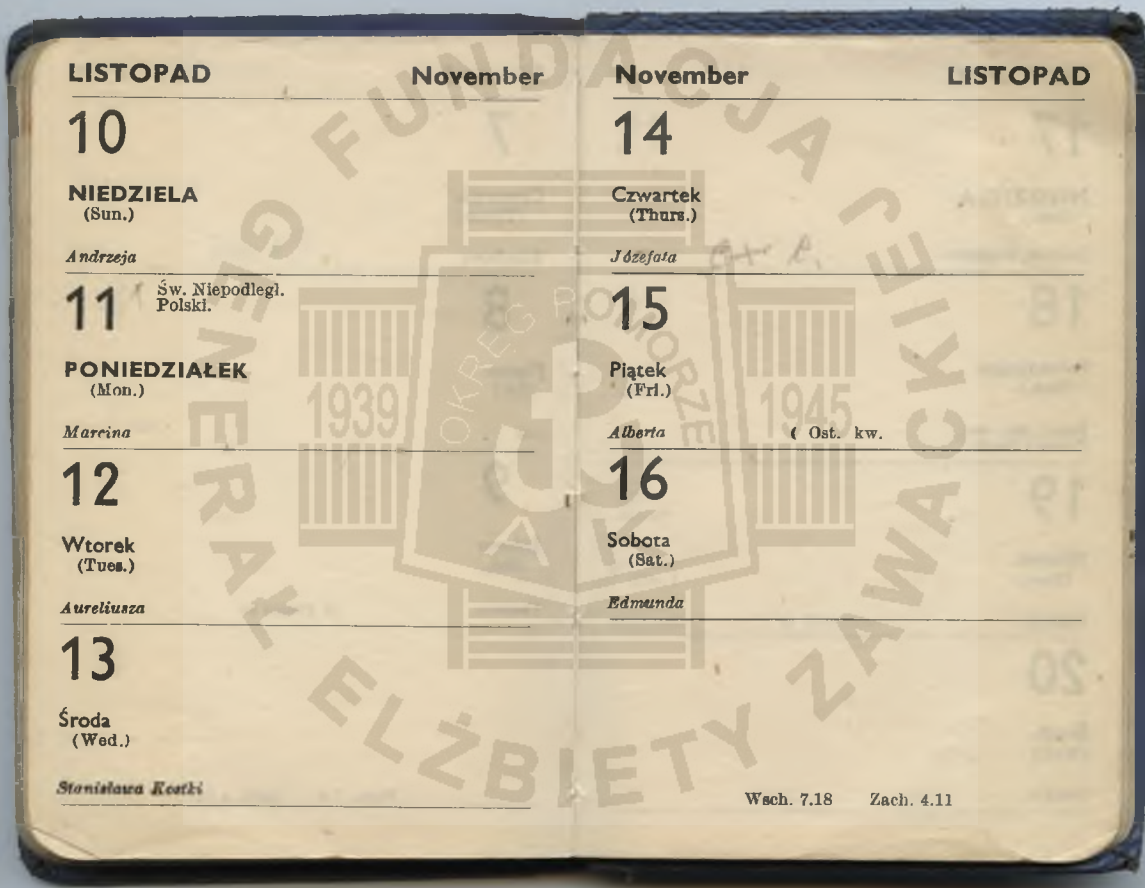 LISTOPAD November
10
NIEDZIELA
(Sun.)
Andrzeja
11 Św. Niepodległ.
Polski.
PONIEDZIAŁEK
(Mon.)
Marcina
12
Wtorek
(Tues.)
Aureliusza
13
Środa
(Wed.)
Stanisława Kostki
November LISTOPAD
14
Czwartek
(Thurs.)
Józefata
15
Piątek
(Fri.)
Alberta ( Ost. kw.
16
Sobota
(Sat.)
Edmunda
Wsch. 7.18 Zach. 4.11
FUNDACJA
GENERAŁ ELŻBIETY ZAWACKIEJ
OKRĘG POMORZE
1939
1945
AK